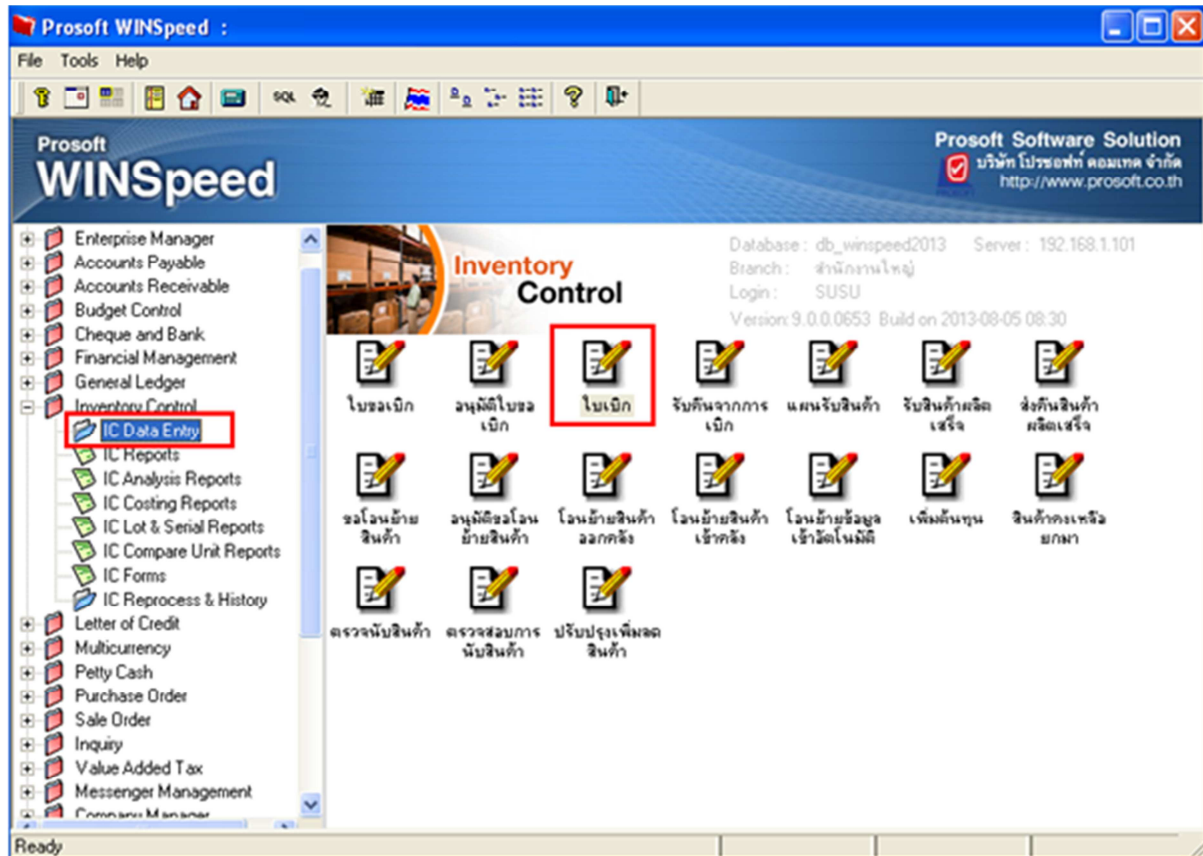 Prosoft WINSpeed :
File Tools Help
SQL
Prosoft
WINSpeed
Prosoft Software Solution
บริษัท โปรซอฟท์ คอมเทค จำกัด
http://www.prosoft.co.th
Enterprise Manager
Accounts Payable
Accounts Receivable
Budget Control
Cheque and Bank
Financial Management
General Ledger
Inventory Control
IC Data Entry
IC Reports
IC Analysis Reports
IC Costing Reports
IC Lot & Serial Reports
IC Compare Unit Reports
IC Forms
IC Reprocess & History
Letter of Credit
Multicurrency
Petty Cash
Purchase Order
Sale Order
Inquiry
Value Added Tax
Messenger Management
Company Manager
Inventory
Control
Database : db_winspeed2013 Server : 192.168.1.101
Branch : สำนักงานใหญ่
Login : SUSU
Version: 9.0.0.0653 Build on 2013-08-05 08:30
ใบขอเบิก
อนุมัติใบขอ
เบิก
ใบเบิก
รับคืนจากการ
เบิก
แผนรับสินค้า
รับสินค้าผลิต
เสร็จ
ส่งคืนสินค้า
ผลิตเสร็จ
ขอโอนย้าย
สินค้า
อนุมัติขอโอน
ย้ายสินค้า
โอนย้ายสินค้า
ออกคลัง
โอนย้ายสินค้า
เข้าคลัง
โอนย้ายข้อมูล
เข้าอัตโนมัติ
เพิ่มต้นทุน
สินค้าคงเหลือ
ยกมา
ตรวจนับสินค้า
ตรวจสอบการ
นับสินค้า
ปรับปรุงเพิ่มลด
สินค้า
Ready